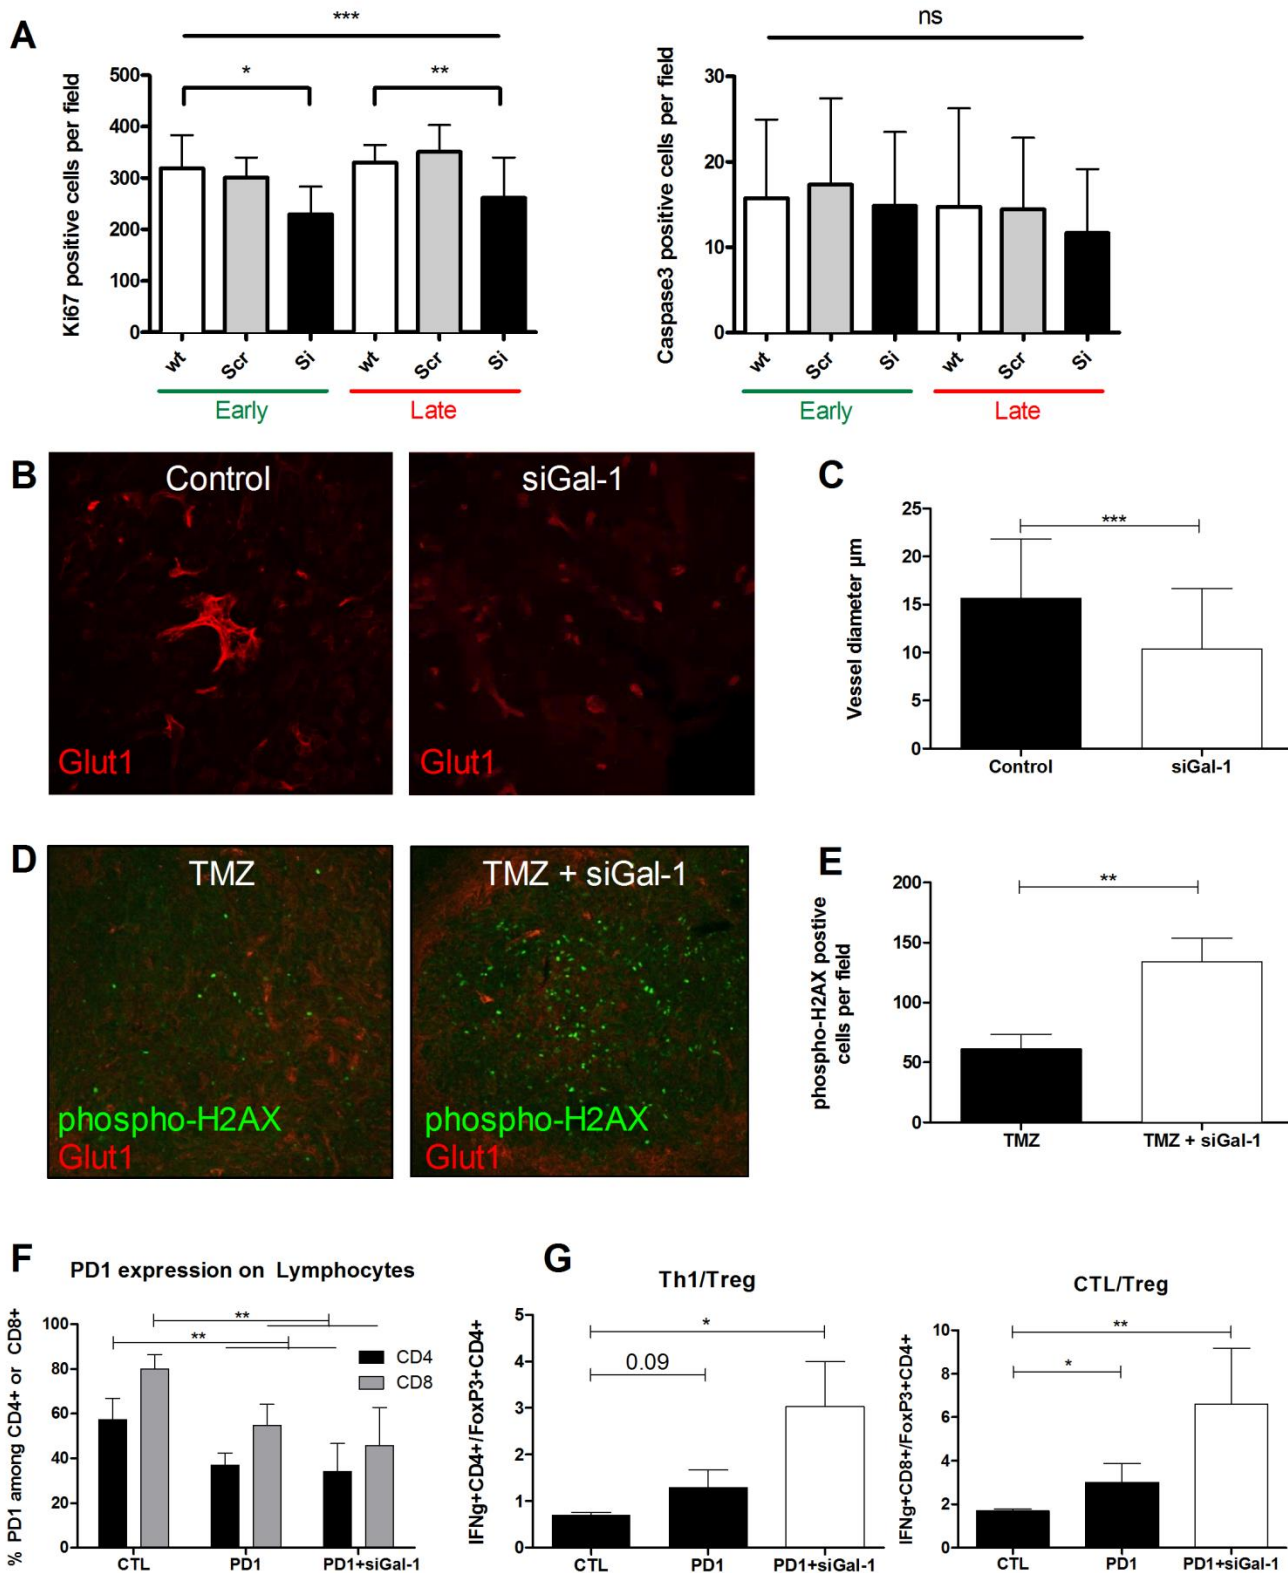 A
***
*
**
Ki67 positive cells per field
500
400
300
200
100
0
wt
Scr
Si
wt
Scr
Si
Early
Late
ns
Caspase3 positive cells per field
30
20
10
0
wt
Scr
Si
wt
Scr
Si
Early
Late
B
Control
Glut1
siGal-1
Glut1
C
***
Vessel diameter µm
25
20
15
10
5
0
Control
siGal-1
D
TMZ
phospho-H2AX
Glut1
TMZ + siGal-1
phospho-H2AX
Glut1
E
**
phospho-H2AX postive
cells per field
200
150
100
50
0
TMZ
TMZ + siGal-1
F
PD1 expression on Lymphocytes
**
**
CD4
CD8
% PD1 among CD4+ or CD8+
100
80
60
40
20
0
CTL
PD1
PD1+siGal-1
G
Th1/Treg
*
0.09
IFNg+CD4+/FoxP3+CD4+
5
4
3
2
1
0
CTL
PD1
PD1+siGal-1
CTL/Treg
**
*
IFNg+CD8+/FoxP3+CD4+
10
8
6
4
2
0
CTL
PD1
PD1+siGal-1